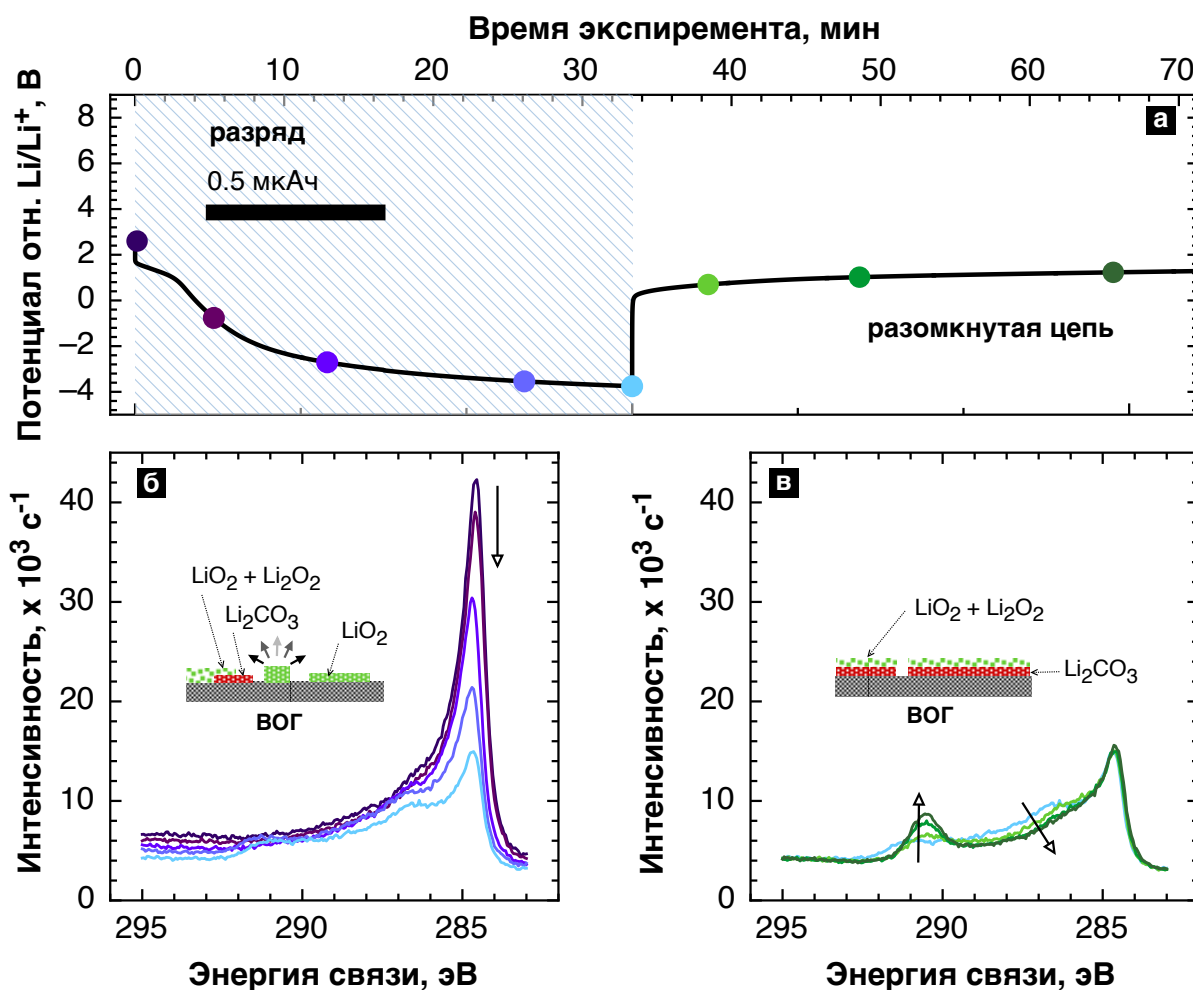 Время экспиремента, мин
0 10 20 30 40 50 60 70
Потенциал отн. Li/Li⁺, В
8
6
4
2
0
−2
−4
а
разряд
0.5 мкАч
разомкнутая цепь
б
Интенсивность, х 10³ с⁻¹
40
30
20
10
0
LiO₂ + Li₂O₂
Li₂CO₃
LiO₂
ВОГ
295 290 285
Энергия связи, эВ
в
Интенсивность, х 10³ с⁻¹
40
30
20
10
0
LiO₂ + Li₂O₂
Li₂CO₃
ВОГ
295 290 285
Энергия связи, эВ